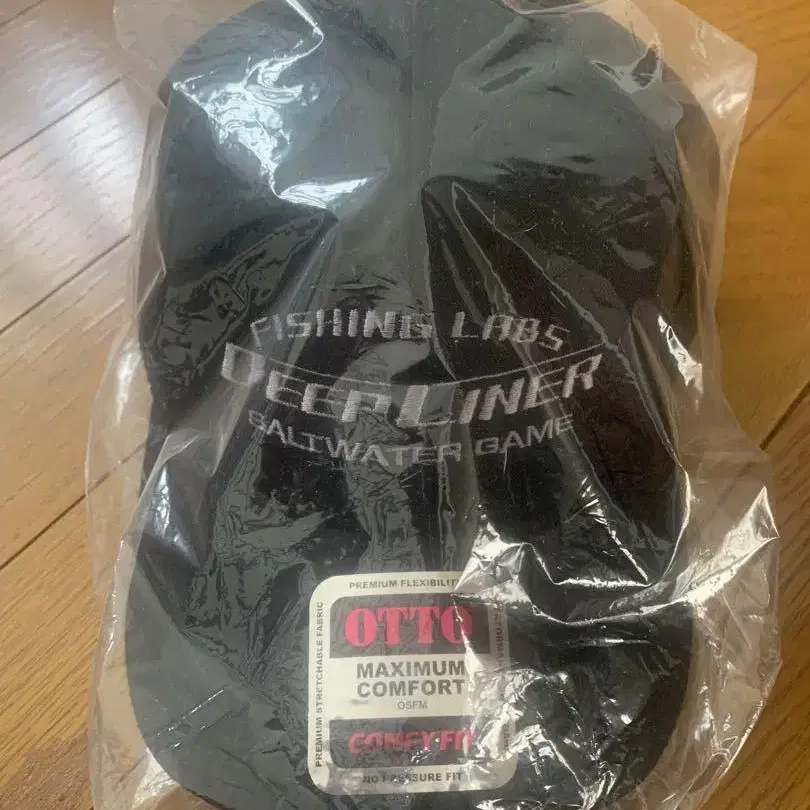 FISHING LABS
DEEPLINER
SALTWATER GAME
PREMIUM FLEXIBILITY
PREMIUM STRETCHABLE FABRIC
OTTO
MAXIMUM
COMFORT
OSFM
COMFY FIT
NO PRESSURE FIT